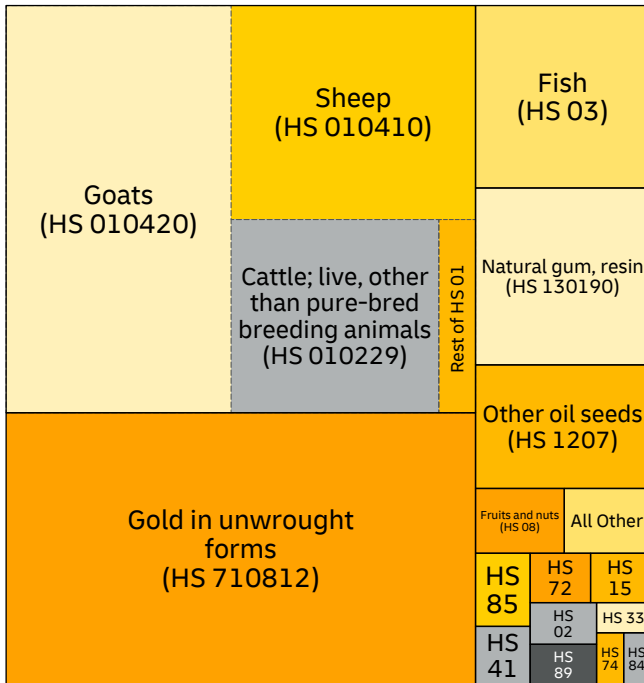 Goats
(HS 010420)
Sheep
(HS 010410)
Cattle; live, other
than pure-bred
breeding animals
(HS 010229)
Rest of HS 01
Gold in unwrought
forms
(HS 710812)
Fish
(HS 03)
Natural gum, resin
(HS 130190)
Other oil seeds
(HS 1207)
Fruits and nuts
(HS 08)
All Other
HS
85
HS
72
HS
15
HS
02
HS 33
HS
41
HS
89
HS
74
HS
84